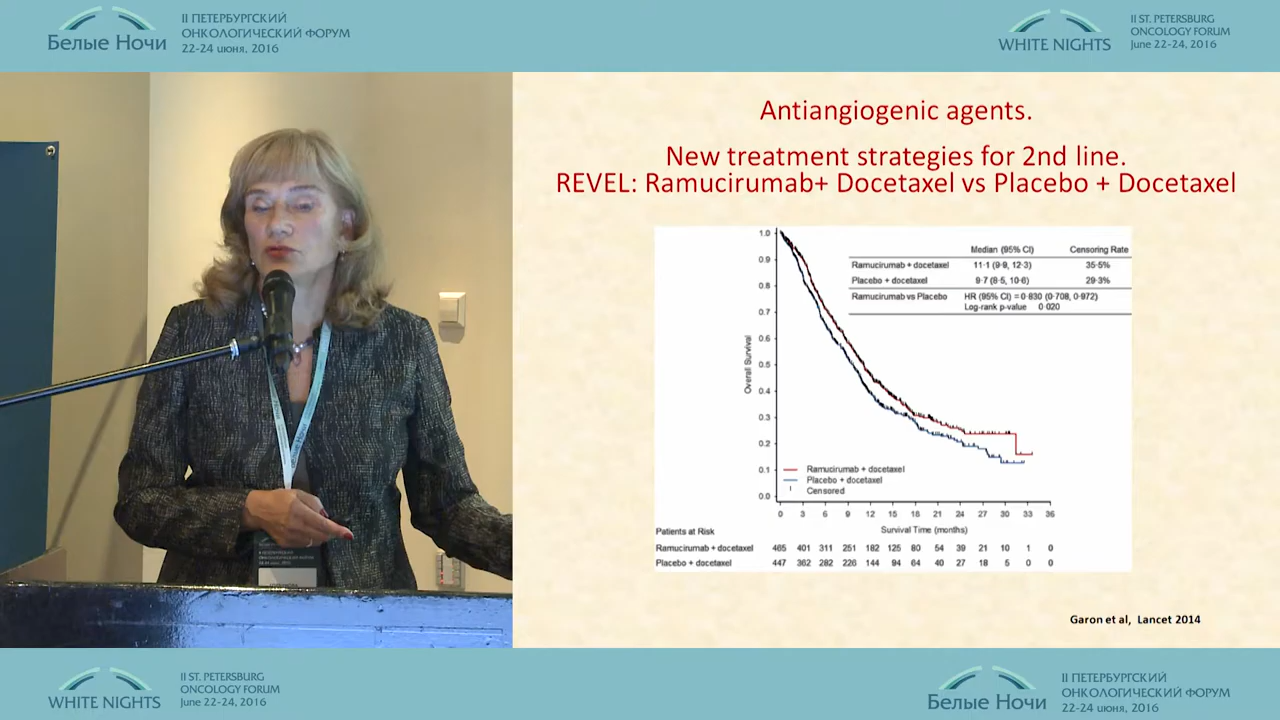 II ПЕТЕРБУРГСКИЙ
ОНКОЛОГИЧЕСКИЙ ФОРУМ
22-24 июня, 2016
Белые Ночи
II ST. PETERSBURG
ONCOLOGY FORUM
June 22-24, 2016
WHITE NIGHTS
Antiangiogenic agents.
New treatment strategies for 2nd line.
REVEL: Ramucirumab+ Docetaxel vs Placebo + Docetaxel
Median (95% CI) Censoring Rate
Ramucirumab + docetaxel 11·1 (9·9, 12·3) 35·5%
Placebo + docetaxel 9·7 (8·5, 10·6) 29·3%
Ramucirumab vs Placebo HR (95% CI) = 0·830 (0·708, 0·972)
Log-rank p-value 0·020
Overall Survival
1.0
0.9
0.8
0.7
0.6
0.5
0.4
0.3
0.2
0.1
0.0
Ramucirumab + docetaxel
Placebo + docetaxel
Censored
0 3 6 9 12 15 18 21 24 27 30 33 36
Survival Time (months)
Patients at Risk
Ramucirumab + docetaxel 465 401 311 251 182 125 80 54 39 21 10 1 0
Placebo + docetaxel 447 362 282 226 144 94 64 40 27 18 5 0 0
Garon et al, Lancet 2014
WHITE NIGHTS
II ST. PETERSBURG
ONCOLOGY FORUM
June 22-24, 2016
Белые Ночи
II ПЕТЕРБУРГСКИЙ
ОНКОЛОГИЧЕСКИЙ ФОРУМ
22-24 июня, 2016